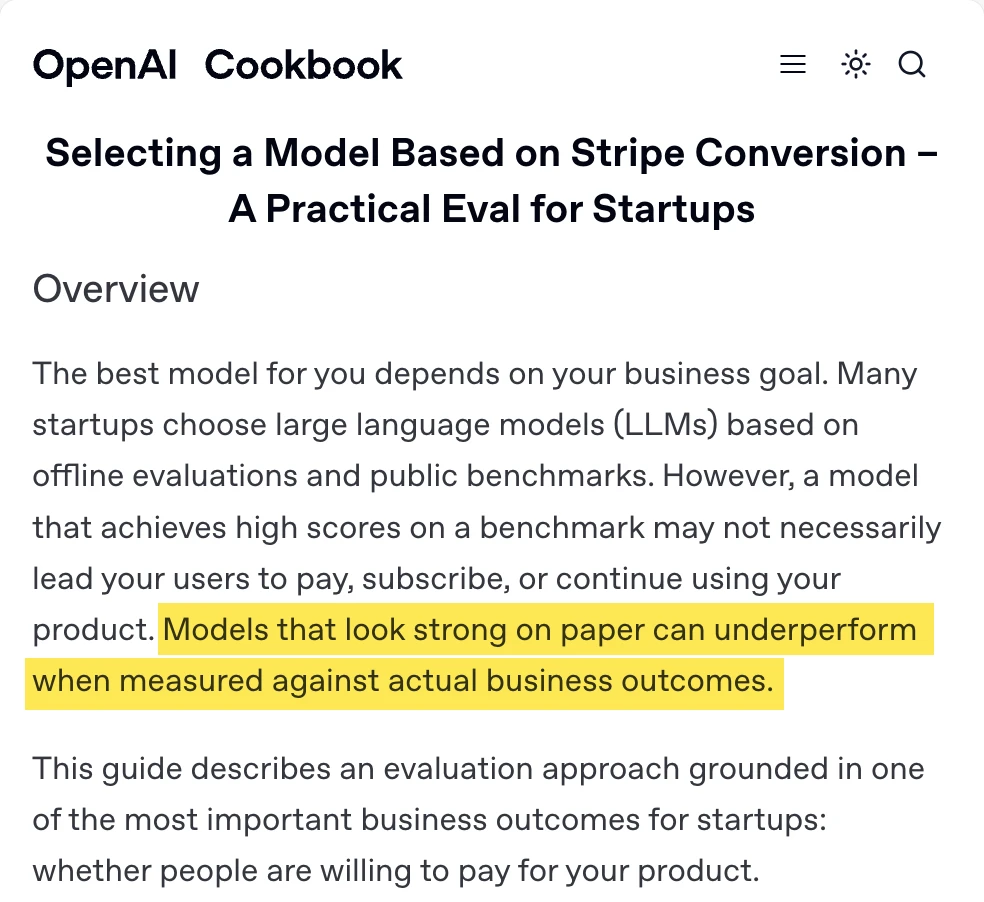 OpenAI Cookbook
Selecting a Model Based on Stripe Conversion –
A Practical Eval for Startups
Overview
The best model for you depends on your business goal. Many
startups choose large language models (LLMs) based on
offline evaluations and public benchmarks. However, a model
that achieves high scores on a benchmark may not necessarily
lead your users to pay, subscribe, or continue using your
product. Models that look strong on paper can underperform
when measured against actual business outcomes.
This guide describes an evaluation approach grounded in one
of the most important business outcomes for startups:
whether people are willing to pay for your product.